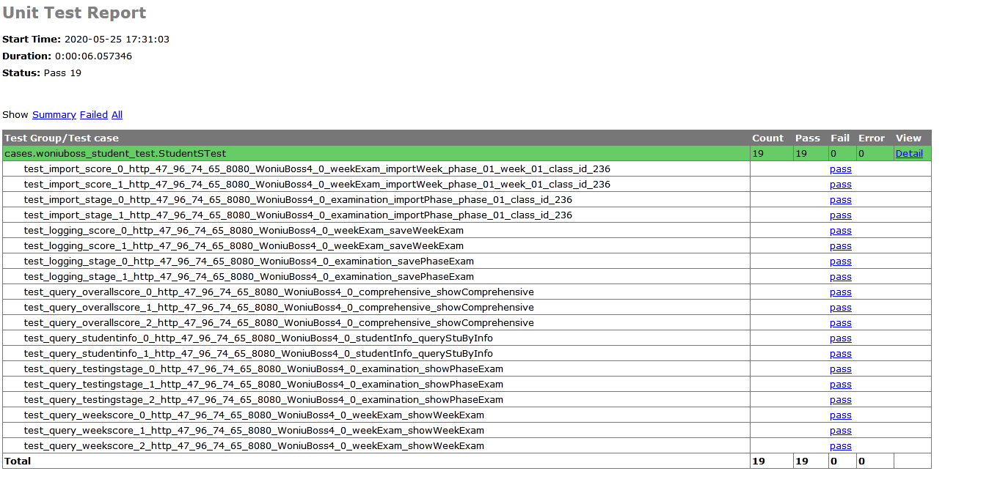 Unit Test Report
Start Time: 2020-05-25 17:31:03
Duration: 0:00:06.057346
Status: Pass 19
Show Summary Failed All
Test Group/Test case Count Pass Fail Error View
cases.woniuboss_student_test.StudentSTest 19 19 0 0 Detail
test_import_score_0_http_47_96_74_65_8080_WoniuBoss4_0_weekExam_importWeek_phase_01_week_01_class_id_236 pass
test_import_score_1_http_47_96_74_65_8080_WoniuBoss4_0_weekExam_importWeek_phase_01_week_01_class_id_236 pass
test_import_stage_0_http_47_96_74_65_8080_WoniuBoss4_0_examination_importPhase_phase_01_class_id_236 pass
test_import_stage_1_http_47_96_74_65_8080_WoniuBoss4_0_examination_importPhase_phase_01_class_id_236 pass
test_logging_score_0_http_47_96_74_65_8080_WoniuBoss4_0_weekExam_saveWeekExam pass
test_logging_score_1_http_47_96_74_65_8080_WoniuBoss4_0_weekExam_saveWeekExam pass
test_logging_stage_0_http_47_96_74_65_8080_WoniuBoss4_0_examination_savePhaseExam pass
test_logging_stage_1_http_47_96_74_65_8080_WoniuBoss4_0_examination_savePhaseExam pass
test_query_overallscore_0_http_47_96_74_65_8080_WoniuBoss4_0_comprehensive_showComprehensive pass
test_query_overallscore_1_http_47_96_74_65_8080_WoniuBoss4_0_comprehensive_showComprehensive pass
test_query_overallscore_2_http_47_96_74_65_8080_WoniuBoss4_0_comprehensive_showComprehensive pass
test_query_studentinfo_0_http_47_96_74_65_8080_WoniuBoss4_0_studentInfo_queryStuByInfo pass
test_query_studentinfo_1_http_47_96_74_65_8080_WoniuBoss4_0_studentInfo_queryStuByInfo pass
test_query_testingstage_0_http_47_96_74_65_8080_WoniuBoss4_0_examination_showPhaseExam pass
test_query_testingstage_1_http_47_96_74_65_8080_WoniuBoss4_0_examination_showPhaseExam pass
test_query_testingstage_2_http_47_96_74_65_8080_WoniuBoss4_0_examination_showPhaseExam pass
test_query_weekscore_0_http_47_96_74_65_8080_WoniuBoss4_0_weekExam_showWeekExam pass
test_query_weekscore_1_http_47_96_74_65_8080_WoniuBoss4_0_weekExam_showWeekExam pass
test_query_weekscore_2_http_47_96_74_65_8080_WoniuBoss4_0_weekExam_showWeekExam pass
Total 19 19 0 0